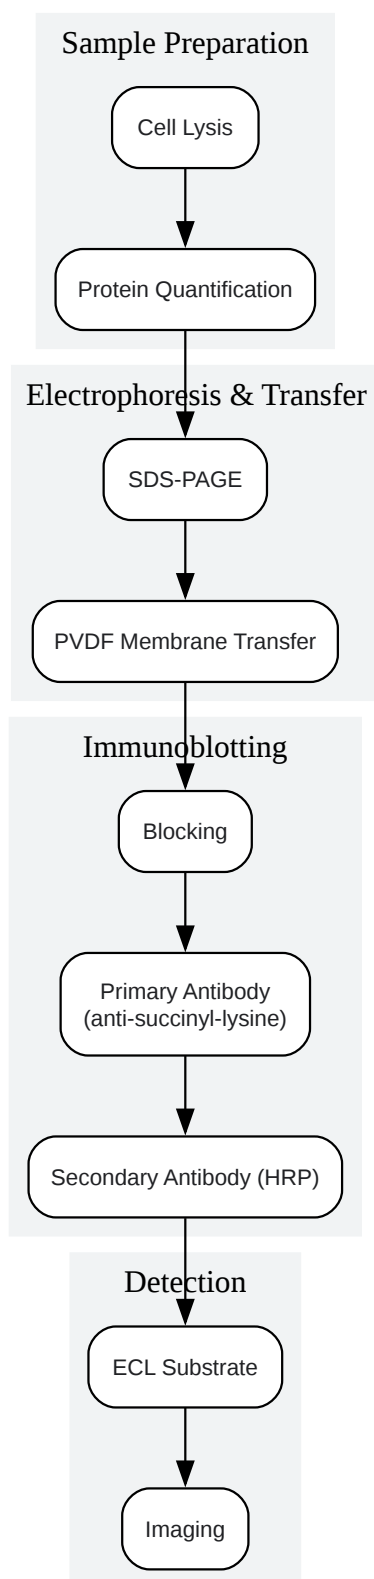 Sample Preparation
Cell Lysis
Protein Quantification
Electrophoresis & Transfer
SDS-PAGE
PVDF Membrane Transfer
Immunoblotting
Blocking
Primary Antibody
(anti-succinyl-lysine)
Secondary Antibody (HRP)
Detection
ECL Substrate
Imaging